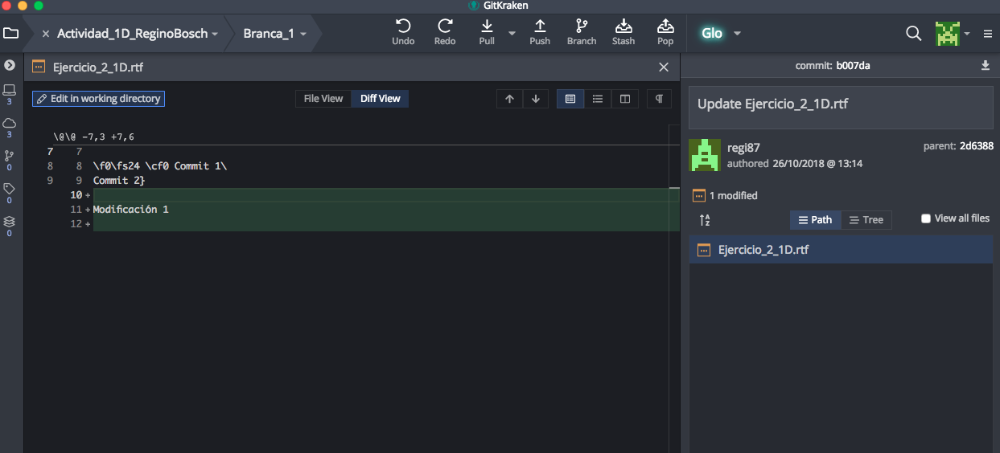 GitKraken
Actividad_1D_ReginoBosch
Branca_1
Undo
Redo
Pull
Push
Branch
Stash
Pop
Glo
Ejercicio_2_1D.rtf
Edit in working directory
File View
Diff View
3
3
0
0
0
\@\@ -7,3 +7,6
7 7
8 8 \f0\fs24 \cf0 Commit 1\
9 9 Commit 2}
10 +
11 + Modificación 1
12 +
commit: b007da
Update Ejercicio_2_1D.rtf
regi87
parent: 2d6388
authored 26/10/2018 @ 13:14
1 modified
A
Z
Path
Tree
View all files
Ejercicio_2_1D.rtf